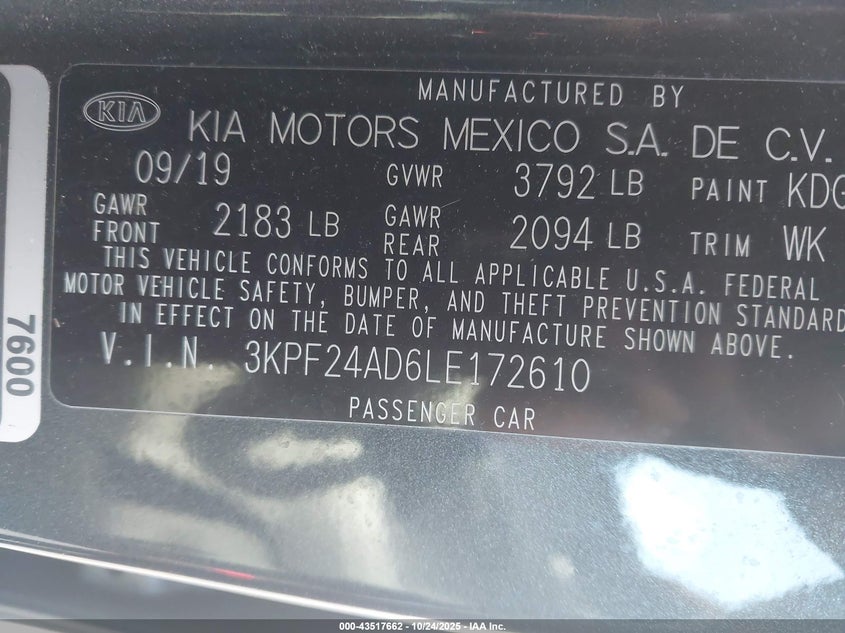 MANUFACTURED BY
KIA
KIA MOTORS MEXICO S.A. DE C.V.
09/19 GVWR 3792 LB PAINT KDG
GAWR FRONT 2183 LB GAWR REAR 2094 LB TRIM WK
THIS VEHICLE CONFORMS TO ALL APPLICABLE U.S.A. FEDERAL
MOTOR VEHICLE SAFETY, BUMPER, AND THEFT PREVENTION STANDARD
IN EFFECT ON THE DATE OF MANUFACTURE SHOWN ABOVE.
V.I.N. 3KPF24AD6LE172610
PASSENGER CAR
7600
000-43517662 • 10/24/2025 – IAA Inc.